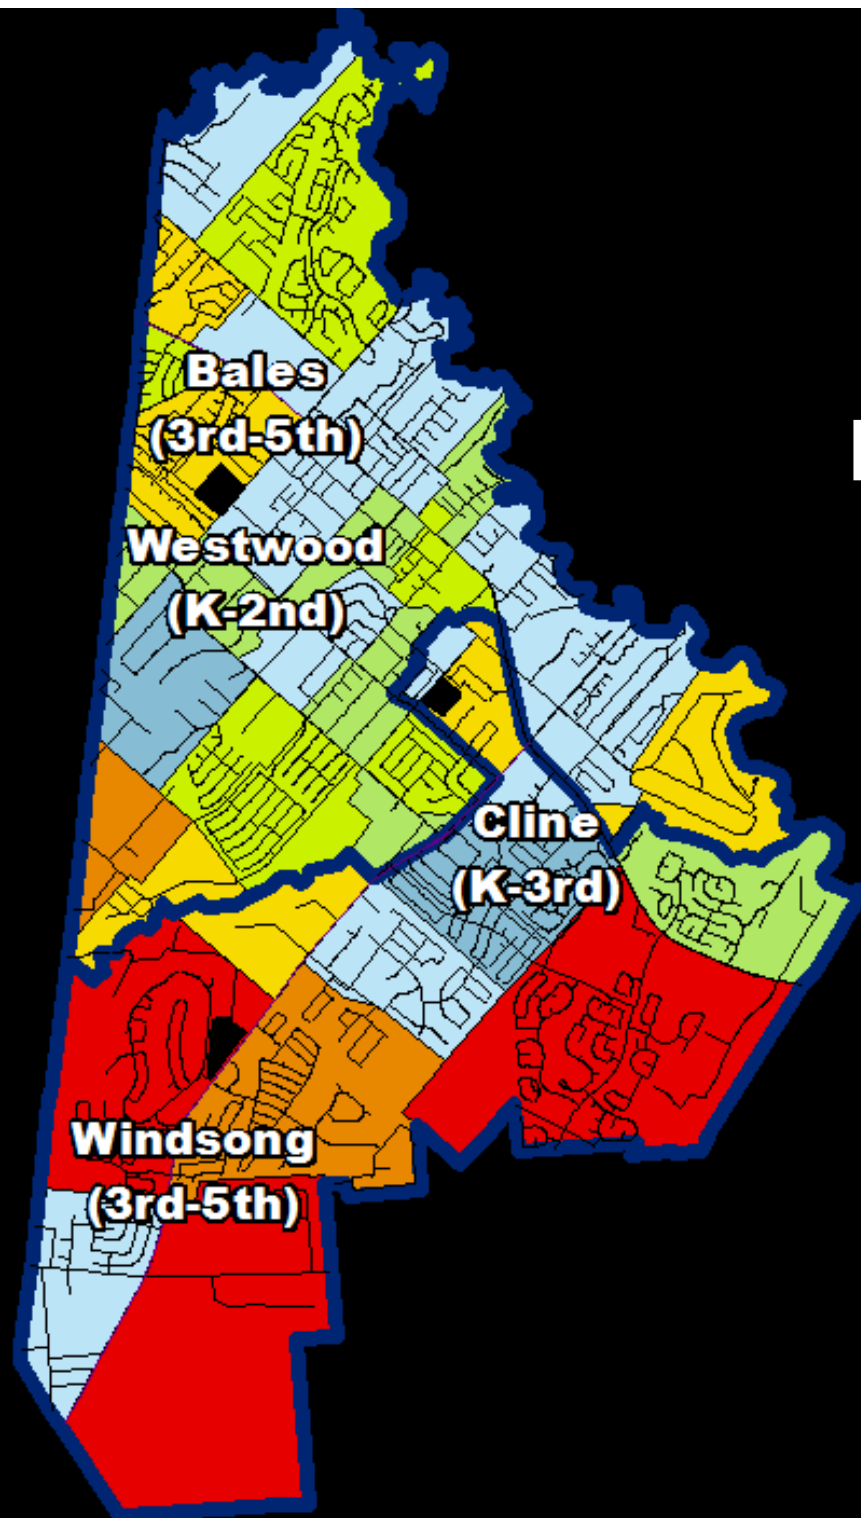 Bales
(3rd-5th)
Westwood
(K-2nd)
Cline
(K-3rd)
Windsong
(3rd-5th)